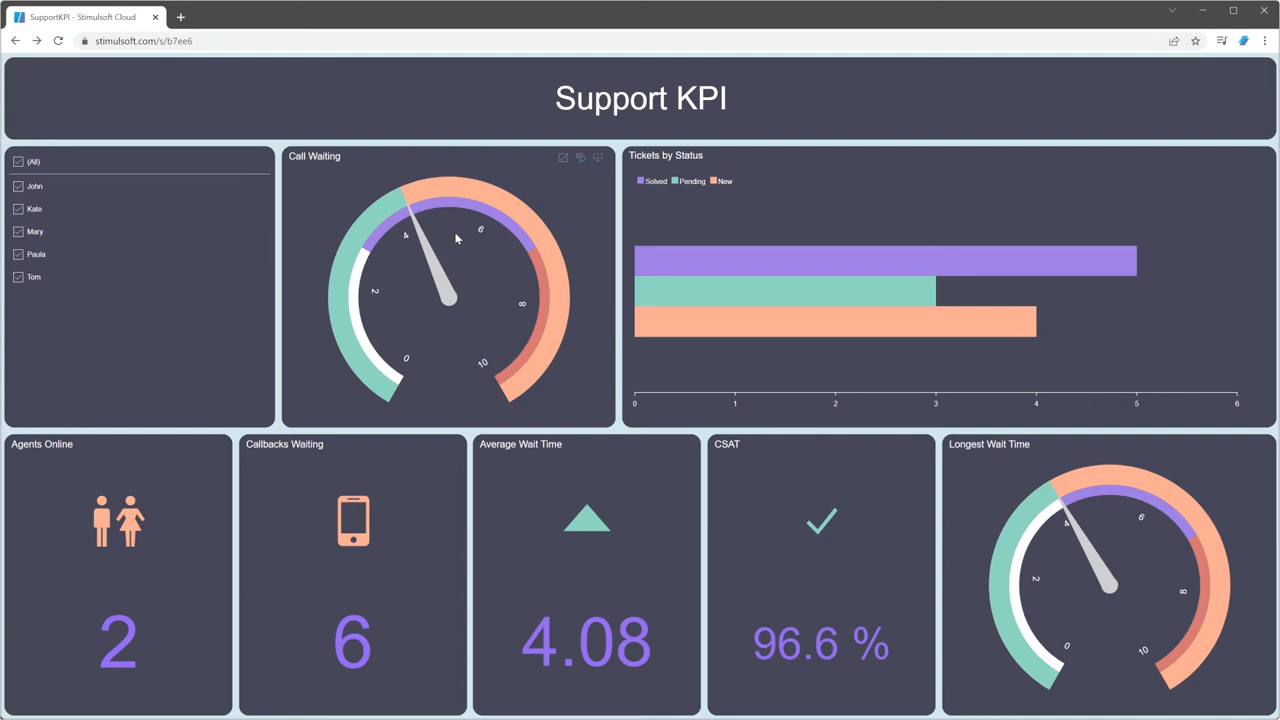 SupportKPI - Stimulsoft Cloud
stimulsoft.com/s/b7ee6
Support KPI
(All)
John
Kate
Mary
Paula
Tom
Call Waiting
0
2
4
6
8
10
Tickets by Status
Solved Pending New
0 1 2 3 4 5 6
Agents Online
2
Callbacks Waiting
6
Average Wait Time
4.08
CSAT
96.6 %
Longest Wait Time
0
2
4
6
8
10